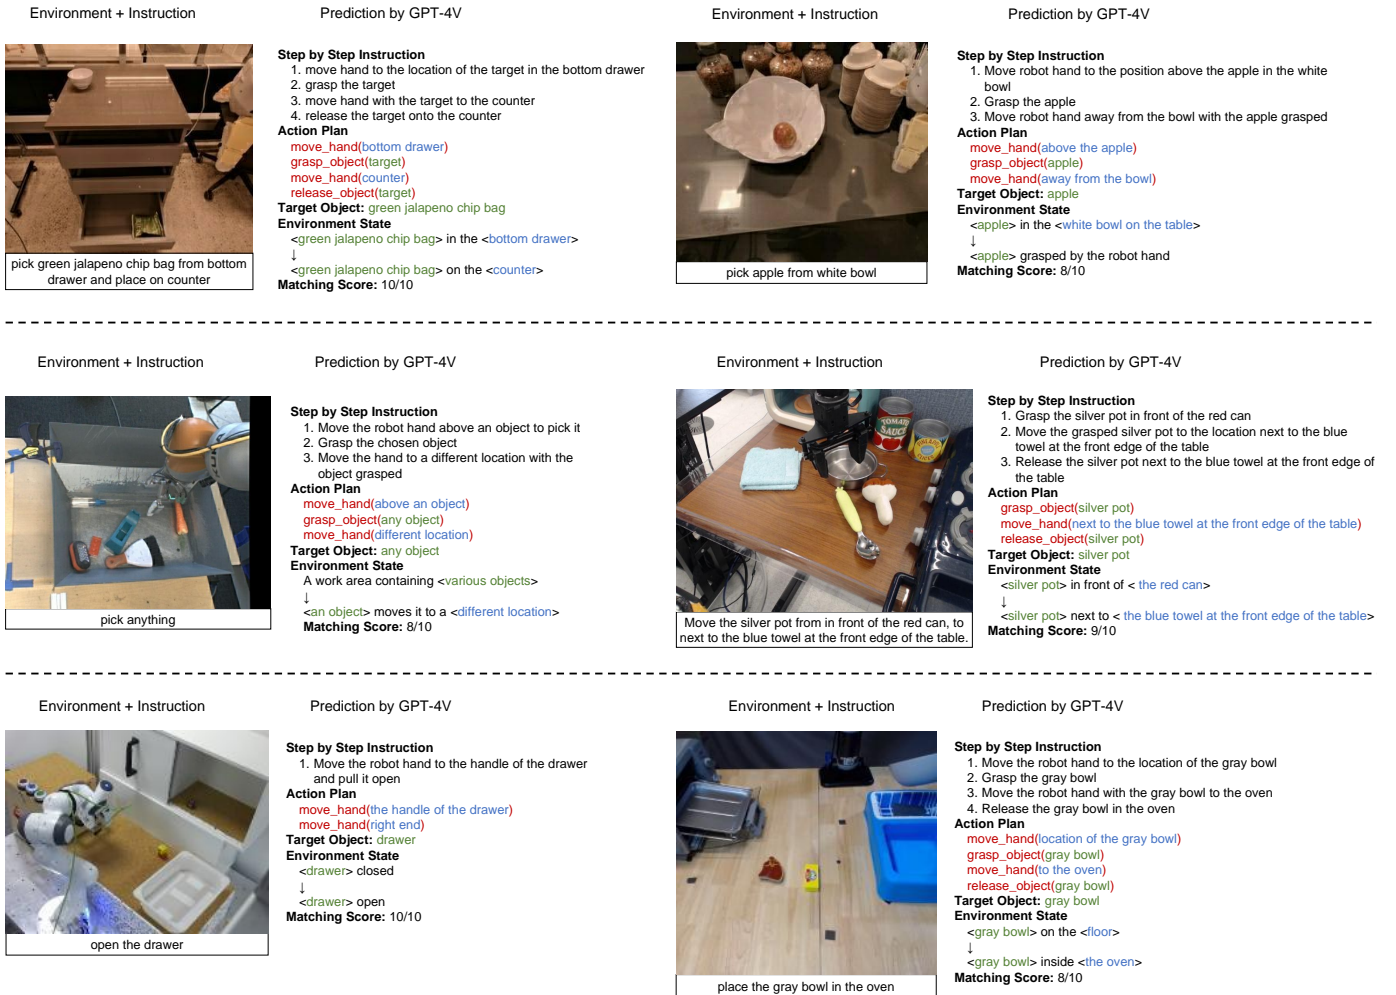 Environment + Instruction
Prediction by GPT-4V
pick green jalapeno chip bag from bottom
drawer and place on counter
Step by Step Instruction
1. move hand to the location of the target in the bottom drawer
2. grasp the target
3. move hand with the target to the counter
4. release the target onto the counter
Action Plan
move_hand(bottom drawer)
grasp_object(target)
move_hand(counter)
release_object(target)
Target Object: green jalapeno chip bag
Environment State
<green jalapeno chip bag> in the <bottom drawer>
↓
<green jalapeno chip bag> on the <counter>
Matching Score: 10/10
Environment + Instruction
Prediction by GPT-4V
pick apple from white bowl
Step by Step Instruction
1. Move robot hand to the position above the apple in the white
bowl
2. Grasp the apple
3. Move robot hand away from the bowl with the apple grasped
Action Plan
move_hand(above the apple)
grasp_object(apple)
move_hand(away from the bowl)
Target Object: apple
Environment State
<apple> in the <white bowl on the table>
↓
<apple> grasped by the robot hand
Matching Score: 8/10
Environment + Instruction
Prediction by GPT-4V
pick anything
Step by Step Instruction
1. Move the robot hand above an object to pick it
2. Grasp the chosen object
3. Move the hand to a different location with the
object grasped
Action Plan
move_hand(above an object)
grasp_object(any object)
move_hand(different location)
Target Object: any object
Environment State
A work area containing <various objects>
↓
<an object> moves it to a <different location>
Matching Score: 8/10
Environment + Instruction
Prediction by GPT-4V
TOMATO
SAUCE
Move the silver pot from in front of the red can, to
next to the blue towel at the front edge of the table.
Step by Step Instruction
1. Grasp the silver pot in front of the red can
2. Move the grasped silver pot to the location next to the blue
towel at the front edge of the table
3. Release the silver pot next to the blue towel at the front edge of
the table
Action Plan
grasp_object(silver pot)
move_hand(next to the blue towel at the front edge of the table)
release_object(silver pot)
Target Object: silver pot
Environment State
<silver pot> in front of < the red can>
↓
<silver pot> next to < the blue towel at the front edge of the table>
Matching Score: 9/10
Environment + Instruction
Prediction by GPT-4V
open the drawer
Step by Step Instruction
1. Move the robot hand to the handle of the drawer
and pull it open
Action Plan
move_hand(the handle of the drawer)
move_hand(right end)
Target Object: drawer
Environment State
<drawer> closed
↓
<drawer> open
Matching Score: 10/10
Environment + Instruction
Prediction by GPT-4V
place the gray bowl in the oven
Step by Step Instruction
1. Move the robot hand to the location of the gray bowl
2. Grasp the gray bowl
3. Move the robot hand with the gray bowl to the oven
4. Release the gray bowl in the oven
Action Plan
move_hand(location of the gray bowl)
grasp_object(gray bowl)
move_hand(to the oven)
release_object(gray bowl)
Target Object: gray bowl
Environment State
<gray bowl> on the <floor>
↓
<gray bowl> inside <the oven>
Matching Score: 8/10